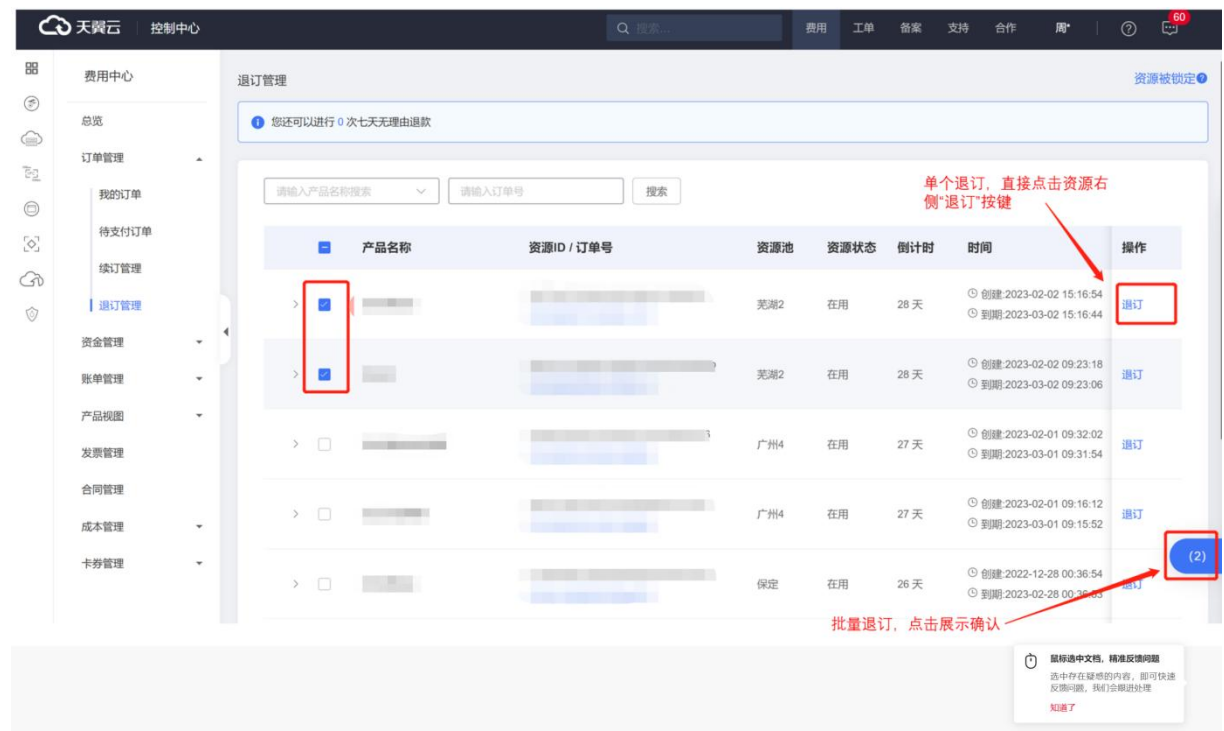 天翼云 控制中心 搜索... 费用 工单 备案 支持 合作 周* 60
费用中心
总览
订单管理
我的订单
待支付订单
续订管理
退订管理
资金管理
账单管理
产品视图
发票管理
合同管理
成本管理
卡券管理
退订管理 资源被锁定
您还可以进行 0 次七天无理由退款
请输入产品名称搜索 请输入订单号 搜索
单个退订，直接点击资源右
侧“退订”按键
产品名称 资源ID / 订单号 资源池 资源状态 倒计时 时间 操作
芜湖2 在用 28 天 创建:2023-02-02 15:16:54 退订
到期:2023-03-02 15:16:44
芜湖2 在用 28 天 创建:2023-02-02 09:23:18 退订
到期:2023-03-02 09:23:06
广州4 在用 27 天 创建:2023-02-01 09:32:02 退订
到期:2023-03-01 09:31:54
广州4 在用 27 天 创建:2023-02-01 09:16:12 退订
到期:2023-03-01 09:15:52
(2)
保定 在用 26 天 创建:2022-12-28 00:36:54 退订
到期:2023-02-28 00:36:53
批量退订，点击展示确认
鼠标选中文档，精准反馈问题
选中存在疑惑的内容，即可快速
反馈问题，我们会跟进处理
知道了